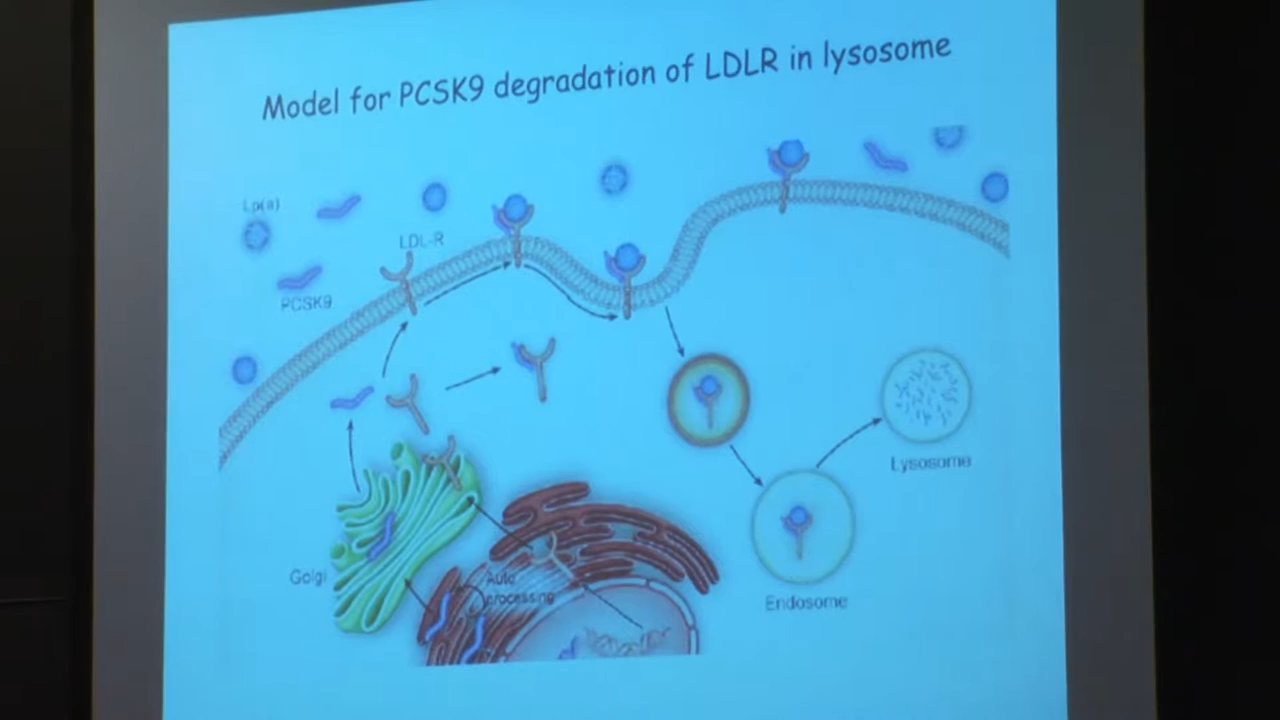 Model for PCSK9 degradation of LDLR in lysosome
Lp(a)
LDL-R
PCSK9
Lysosome
Golgi
Auto
processing
Endosome